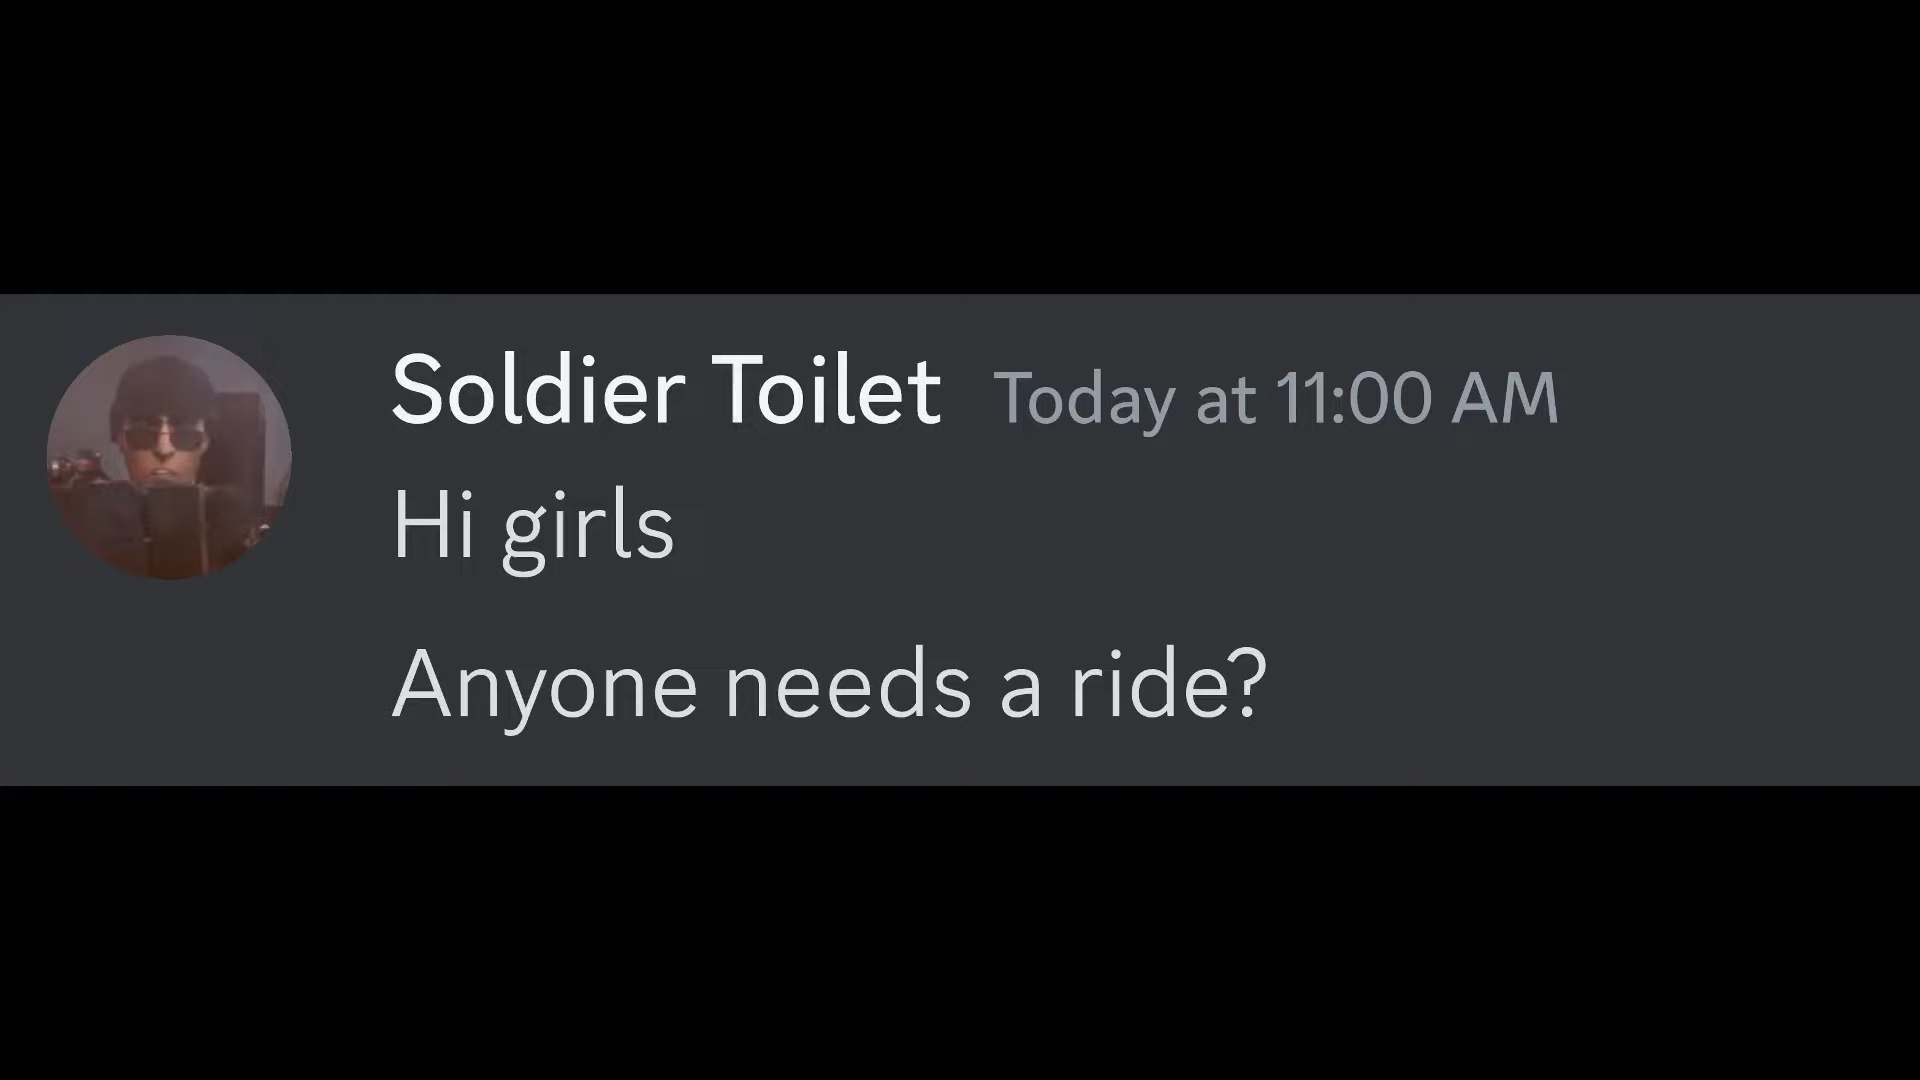 Soldier Toilet Today at 11:00 AM
Hi girls
Anyone needs a ride?